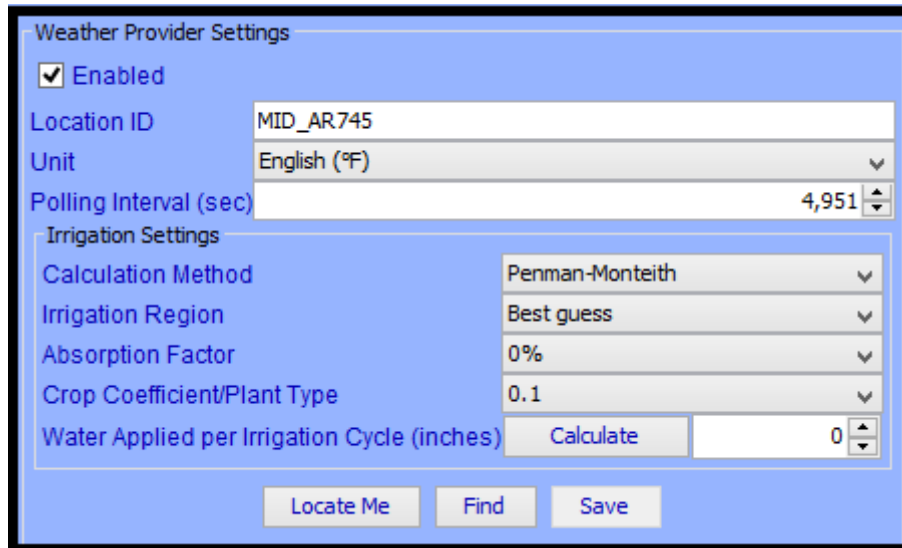 Weather Provider Settings
Enabled
Location ID MID_AR745
Unit English (°F)
Polling Interval (sec) 4,951
Irrigation Settings
Calculation Method Penman-Monteith
Irrigation Region Best guess
Absorption Factor 0%
Crop Coefficient/Plant Type 0.1
Water Applied per Irrigation Cycle (inches) Calculate 0
Locate Me Find Save